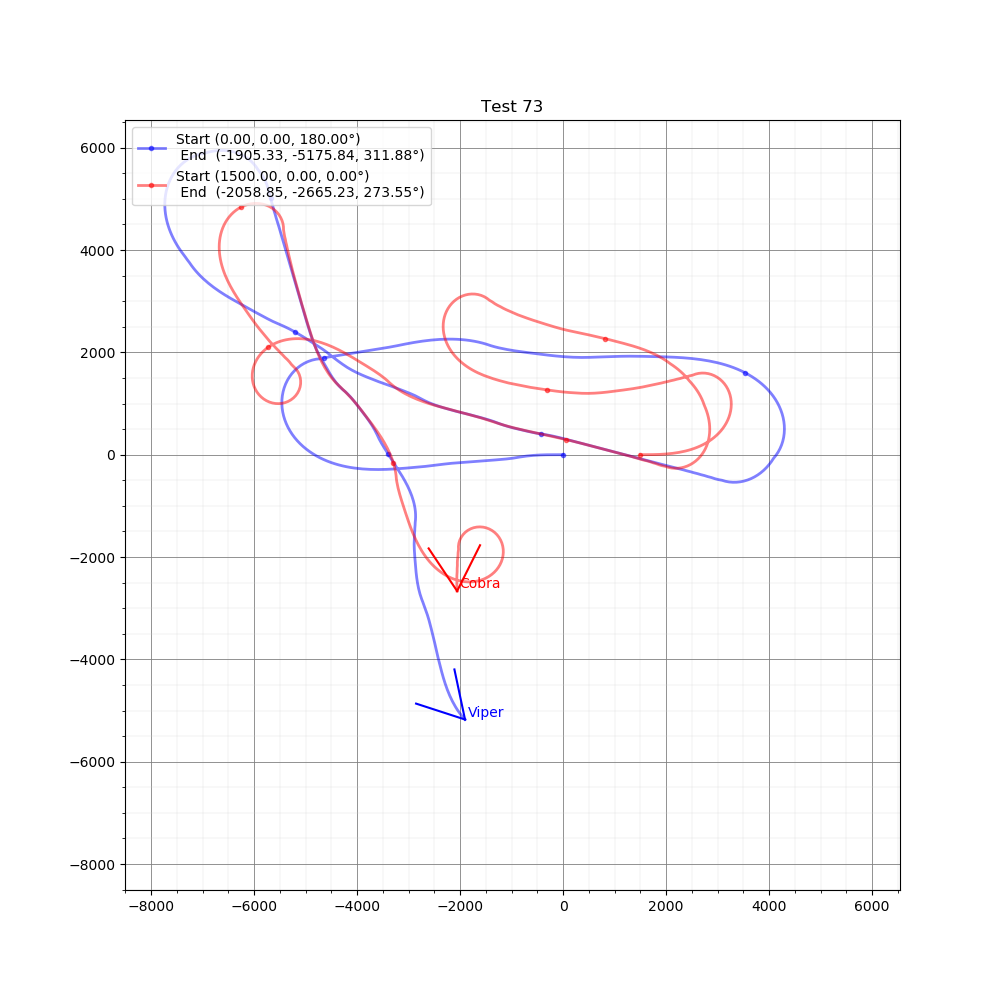 Test 73
Start (0.00, 0.00, 180.00°)
End  (-1905.33, -5175.84, 311.88°)
Start (1500.00, 0.00, 0.00°)
End  (-2058.85, -2665.23, 273.55°)
6000
4000
2000
0
−2000
−4000
−6000
−8000
Cobra
Viper
−8000 −6000 −4000 −2000 0 2000 4000 6000